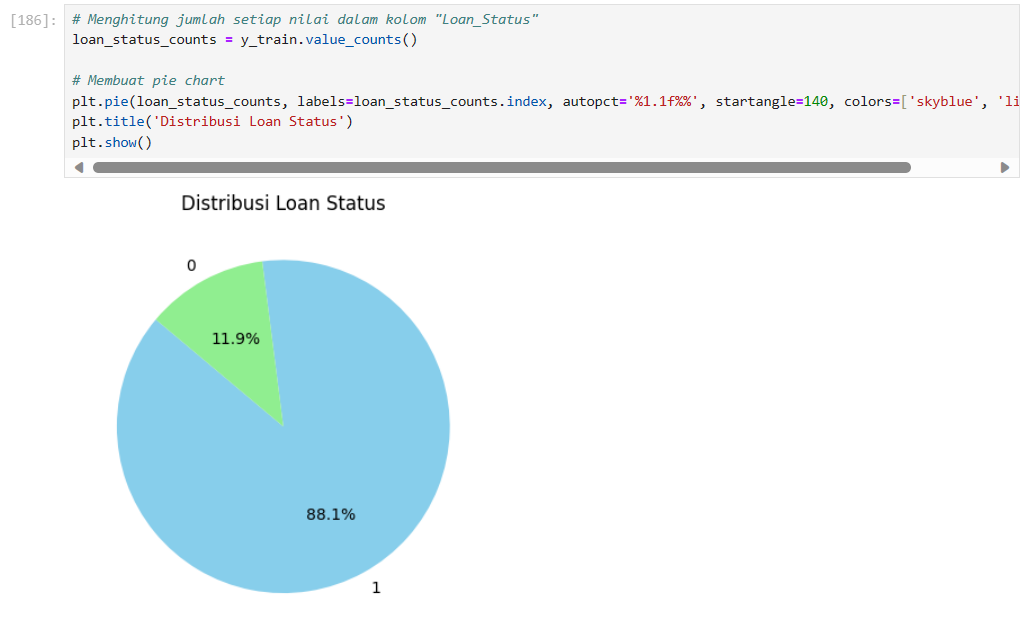 [186]:
# Menghitung jumlah setiap nilai dalam kolom "Loan_Status"
loan_status_counts = y_train.value_counts()
# Membuat pie chart
plt.pie(loan_status_counts, labels=loan_status_counts.index, autopct='%1.1f%%', startangle=140, colors=['skyblue', 'li
plt.title('Distribusi Loan Status')
plt.show()
Distribusi Loan Status
0
11.9%
88.1%
1